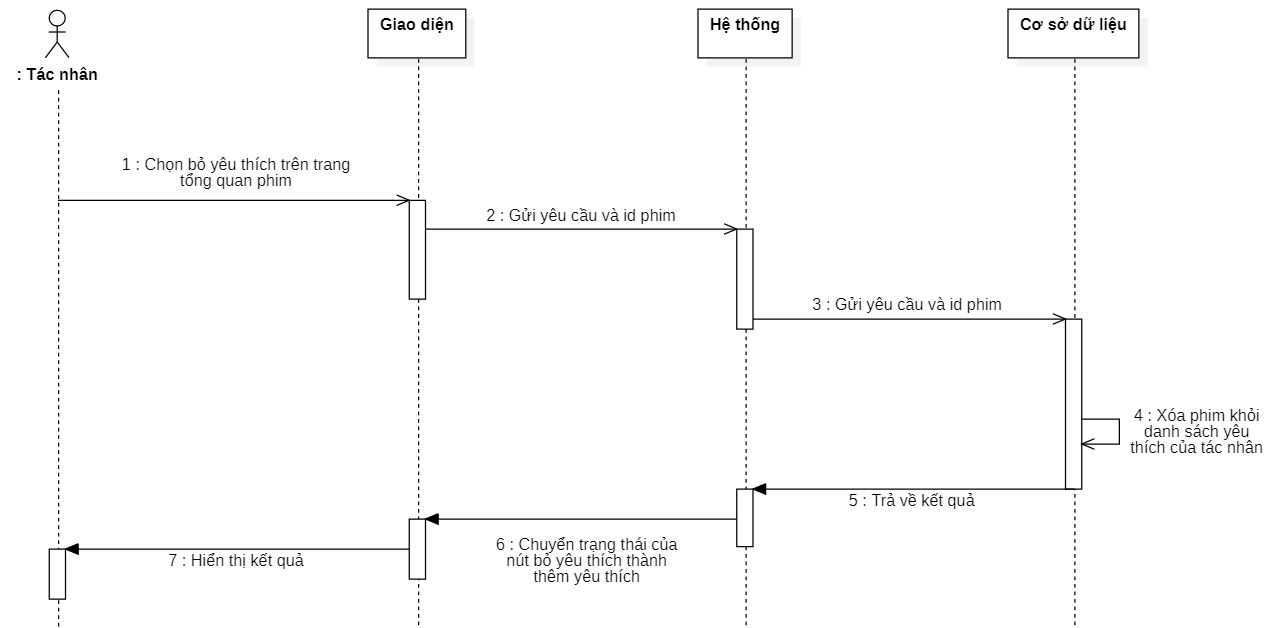 : Tác nhân
Giao diện
Hệ thống
Cơ sở dữ liệu
1 : Chọn bỏ yêu thích trên trang
tổng quan phim
2 : Gửi yêu cầu và id phim
3 : Gửi yêu cầu và id phim
4 : Xóa phim khỏi
danh sách yêu
thích của tác nhân
5 : Trả về kết quả
6 : Chuyển trạng thái của
nút bỏ yêu thích thành
thêm yêu thích
7 : Hiển thị kết quả